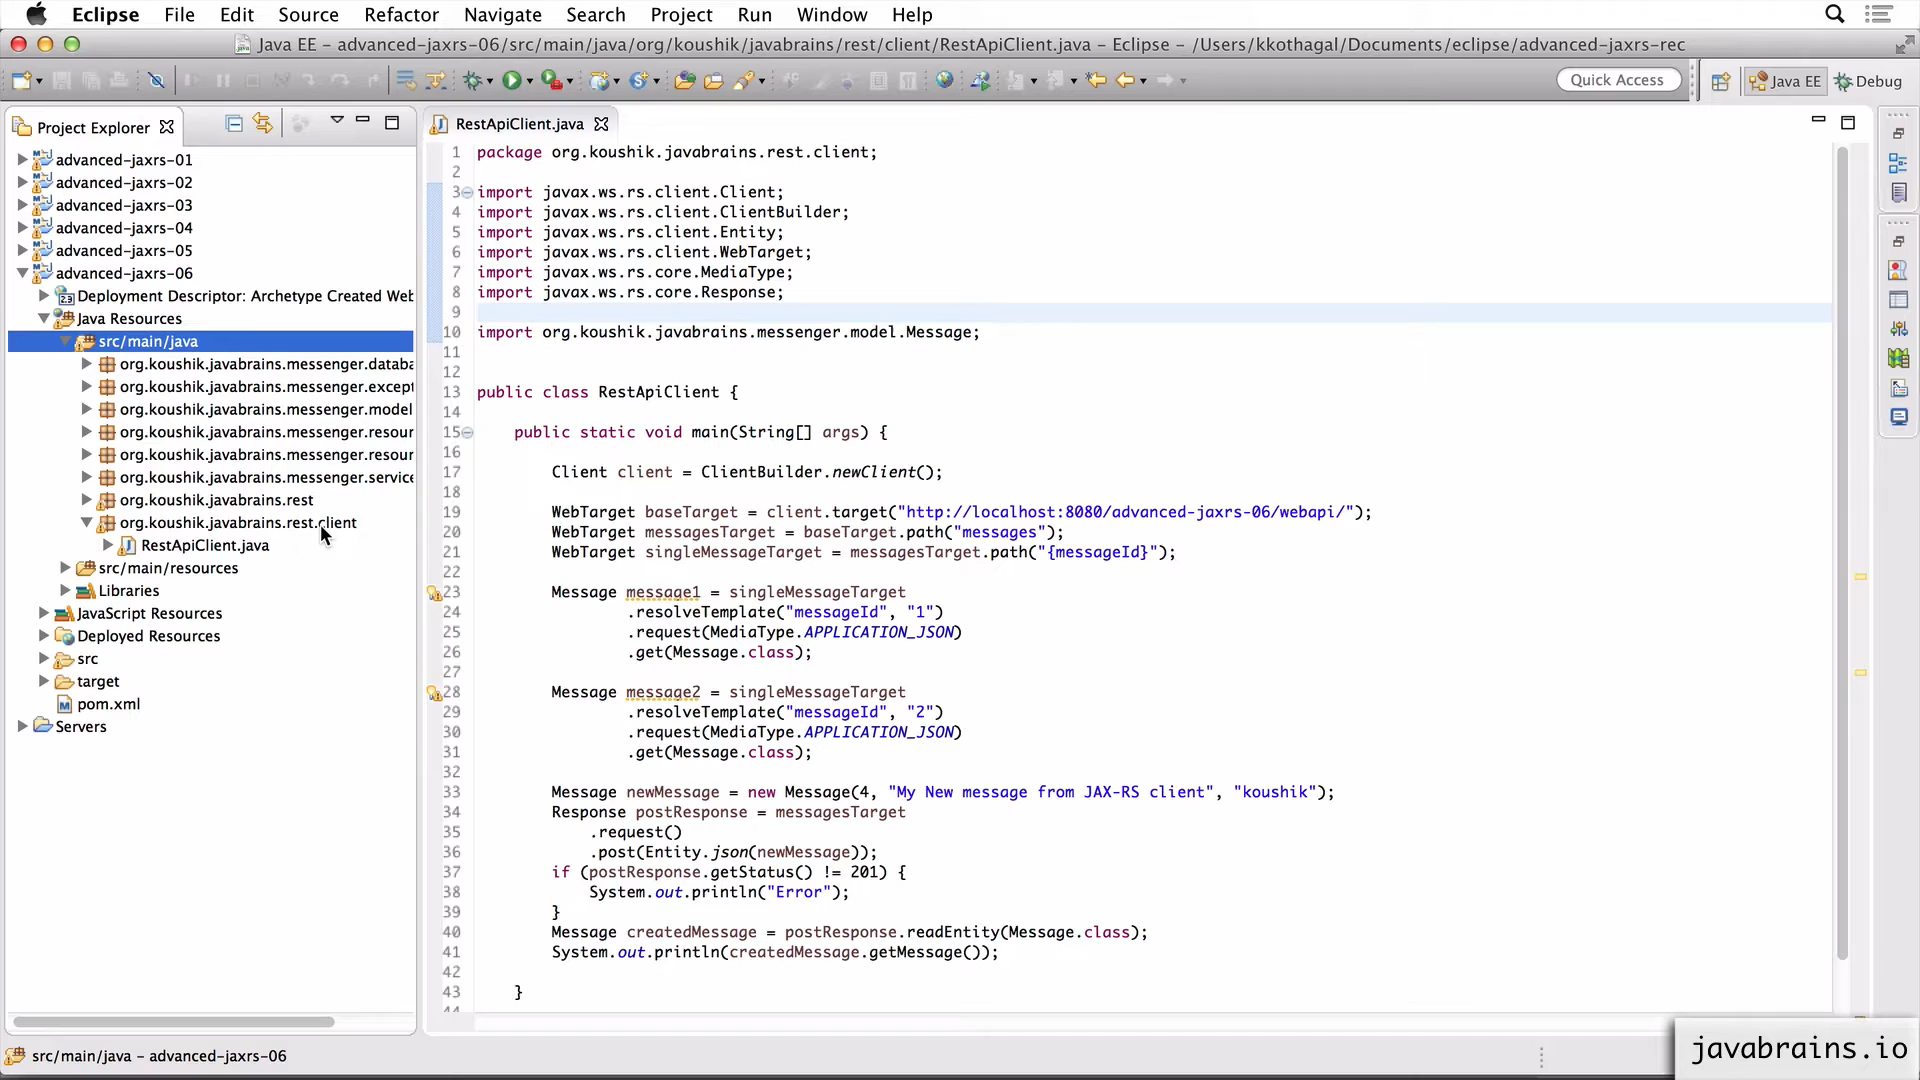 Eclipse File Edit Source Refactor Navigate Search Project Run Window Help
Java EE – advanced-jaxrs-06/src/main/java/org/koushik/javabrains/rest/client/RestApiClient.java – Eclipse – /Users/kkothagal/Documents/eclipse/advanced-jaxrs-rec
Quick Access
Java EE
Debug
Project Explorer
advanced-jaxrs-01
advanced-jaxrs-02
advanced-jaxrs-03
advanced-jaxrs-04
advanced-jaxrs-05
advanced-jaxrs-06
Deployment Descriptor: Archetype Created Web
Java Resources
src/main/java
org.koushik.javabrains.messenger.databa
org.koushik.javabrains.messenger.except
org.koushik.javabrains.messenger.model
org.koushik.javabrains.messenger.resour
org.koushik.javabrains.messenger.resour
org.koushik.javabrains.messenger.service
org.koushik.javabrains.rest
org.koushik.javabrains.rest.client
RestApiClient.java
src/main/resources
Libraries
JavaScript Resources
Deployed Resources
src
target
pom.xml
Servers
RestApiClient.java
1 package org.koushik.javabrains.rest.client;
2
3 import javax.ws.rs.client.Client;
4 import javax.ws.rs.client.ClientBuilder;
5 import javax.ws.rs.client.Entity;
6 import javax.ws.rs.client.WebTarget;
7 import javax.ws.rs.core.MediaType;
8 import javax.ws.rs.core.Response;
9
10 import org.koushik.javabrains.messenger.model.Message;
11
12
13 public class RestApiClient {
14
15 public static void main(String[] args) {
16
17 Client client = ClientBuilder.newClient();
18
19 WebTarget baseTarget = client.target("http://localhost:8080/advanced-jaxrs-06/webapi/");
20 WebTarget messagesTarget = baseTarget.path("messages");
21 WebTarget singleMessageTarget = messagesTarget.path("{messageId}");
22
23 Message message1 = singleMessageTarget
24 .resolveTemplate("messageId", "1")
25 .request(MediaType.APPLICATION_JSON)
26 .get(Message.class);
27
28 Message message2 = singleMessageTarget
29 .resolveTemplate("messageId", "2")
30 .request(MediaType.APPLICATION_JSON)
31 .get(Message.class);
32
33 Message newMessage = new Message(4, "My New message from JAX-RS client", "koushik");
34 Response postResponse = messagesTarget
35 .request()
36 .post(Entity.json(newMessage));
37 if (postResponse.getStatus() != 201) {
38 System.out.println("Error");
39 }
40 Message createdMessage = postResponse.readEntity(Message.class);
41 System.out.println(createdMessage.getMessage());
42
43 }
44
src/main/java – advanced-jaxrs-06
javabrains.io